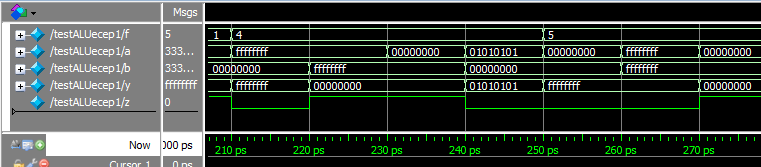 Msgs
/testALUecep1/f 5 1 4 5
/testALUecep1/a 333... ffffffff 00000000 01010101 00000000 ffffffff 00000000
/testALUecep1/b 333... 00000000 ffffffff 00000000 ffffffff
/testALUecep1/y ffffffff ffffffff 00000000 01010101 ffffffff 00000000
/testALUecep1/z 0
Now 000 ps 210 ps 220 ps 230 ps 240 ps 250 ps 260 ps 270 ps
Cursor 1 0 ps